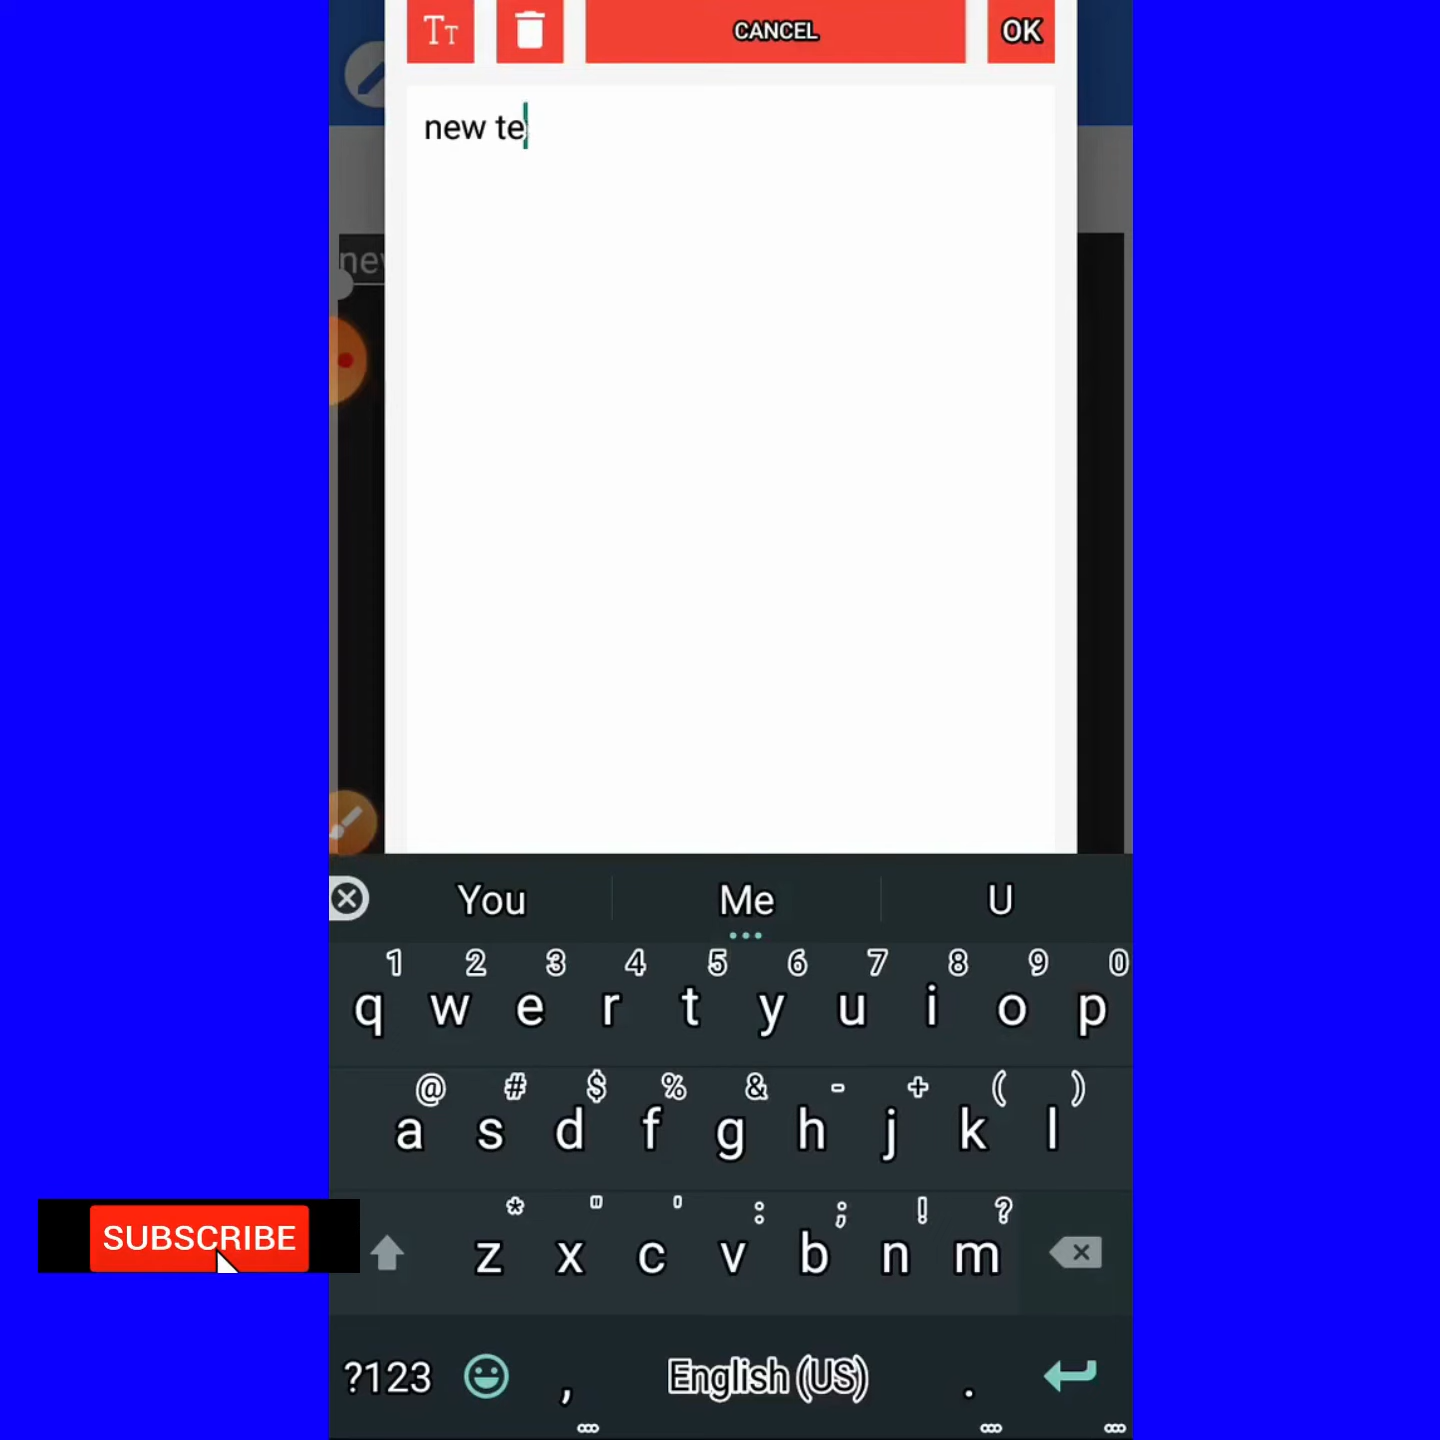 Tт CANCEL OK
new te
nev
You Me U
1 2 3 4 5 6 7 8 9 0
q w e r t y u i o p
@ # $ % & - + ( )
a s d f g h j k l
* " ' : ; ! ?
z x c v b n m
SUBSCRIBE
?123 , English (US) .